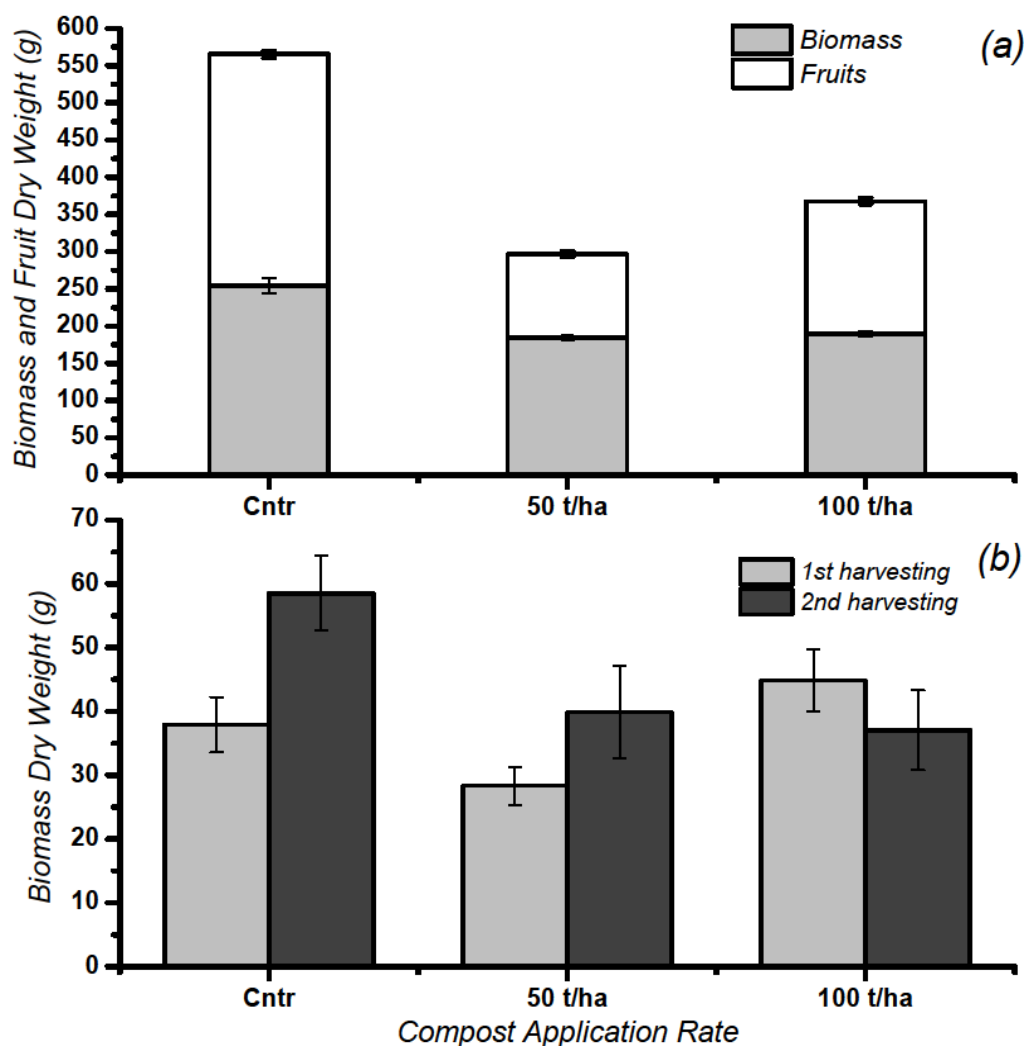 Biomass and Fruit Dry Weight (g)
600
550
500
450
400
350
300
250
200
150
100
50
0
Biomass
Fruits
(a)
Cntr
50 t/ha
100 t/ha
Biomass Dry Weight (g)
70
60
50
40
30
20
10
0
1st harvesting
2nd harvesting
(b)
Cntr
50 t/ha
100 t/ha
Compost Application Rate